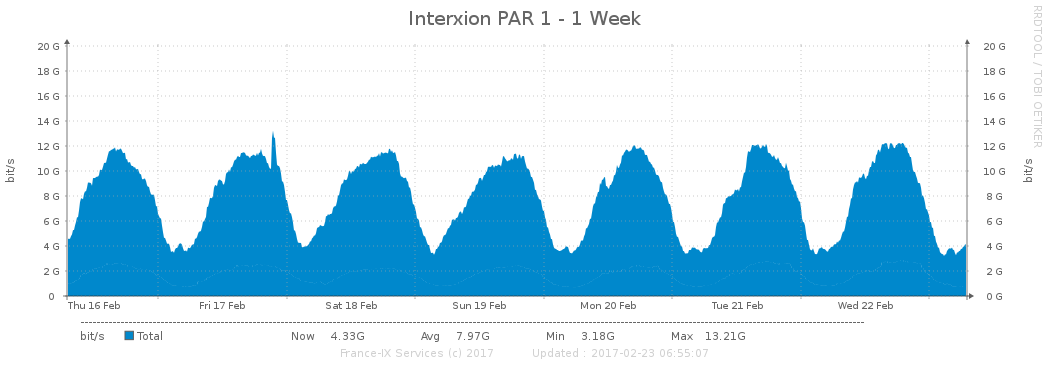 Interxion PAR 1 - 1 Week
RRDTOOL / TOBI OETIKER
bit/s
20 G
18 G
16 G
14 G
12 G
10 G
8 G
6 G
4 G
2 G
0
20 G
18 G
16 G
14 G
12 G
10 G
8 G
6 G
4 G
2 G
0 G
bit/s
Thu 16 Feb Fri 17 Feb Sat 18 Feb Sun 19 Feb Mon 20 Feb Tue 21 Feb Wed 22 Feb
bit/s Total Now 4.33G Avg 7.97G Min 3.18G Max 13.21G
France-IX Services (c) 2017 Updated : 2017-02-23 06:55:07